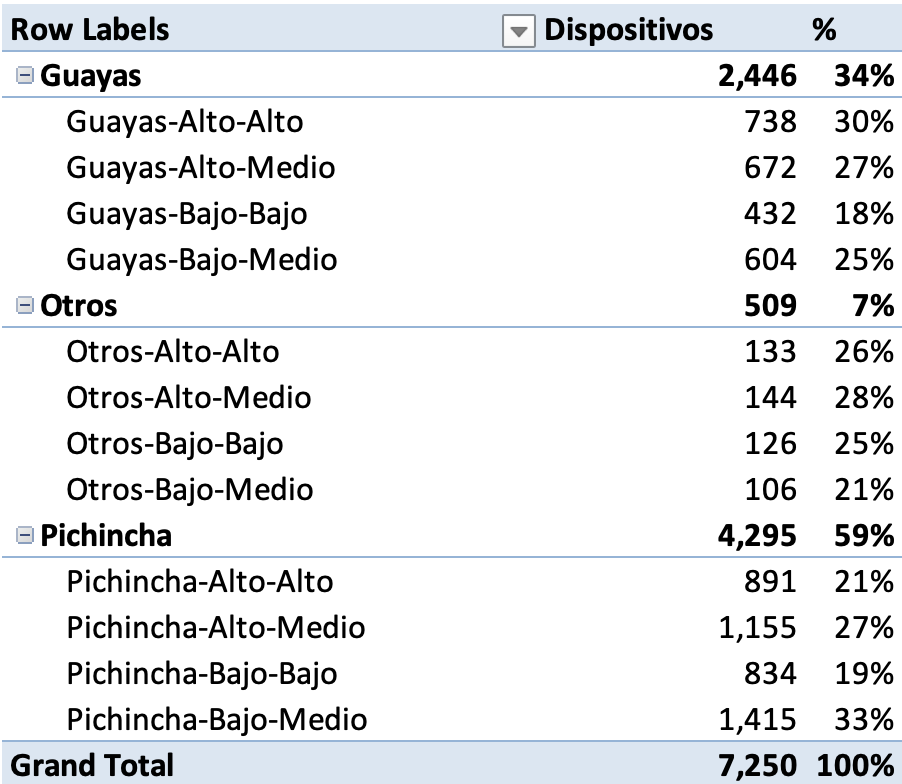 Row Labels Dispositivos %
Guayas 2,446 34%
Guayas-Alto-Alto 738 30%
Guayas-Alto-Medio 672 27%
Guayas-Bajo-Bajo 432 18%
Guayas-Bajo-Medio 604 25%
Otros 509 7%
Otros-Alto-Alto 133 26%
Otros-Alto-Medio 144 28%
Otros-Bajo-Bajo 126 25%
Otros-Bajo-Medio 106 21%
Pichincha 4,295 59%
Pichincha-Alto-Alto 891 21%
Pichincha-Alto-Medio 1,155 27%
Pichincha-Bajo-Bajo 834 19%
Pichincha-Bajo-Medio 1,415 33%
Grand Total 7,250 100%